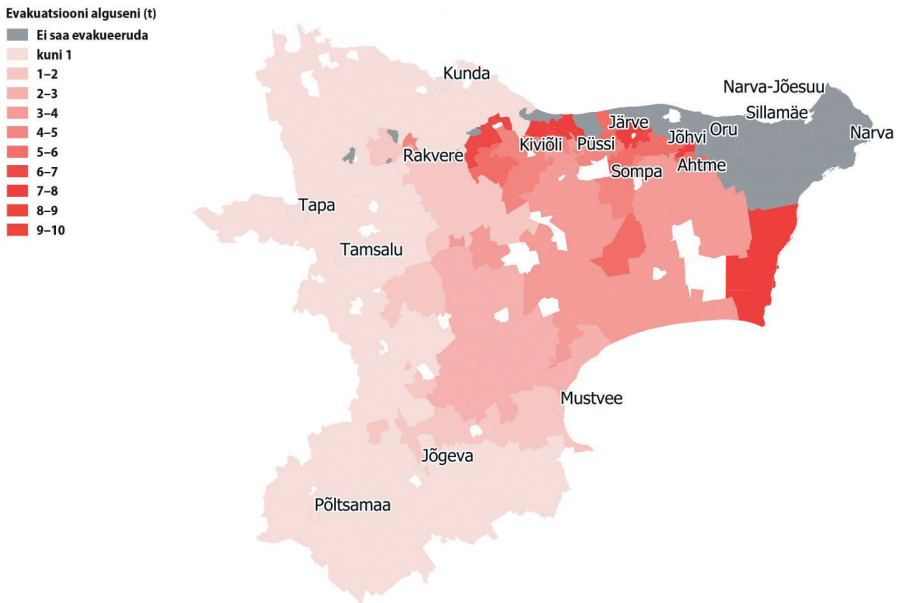 Evakuatsiooni alguseni (t)
Ei saa evakueeruda
kuni 1
1–2
2–3
3–4
4–5
5–6
6–7
7–8
8–9
9–10
Kunda
Narva-Jõesuu
Sillamäe
Järve
Oru
Narva
Jõhvi
Kiviõli
Püssi
Rakvere
Ahtme
Sompa
Tapa
Tamsalu
Mustvee
Jõgeva
Põltsamaa